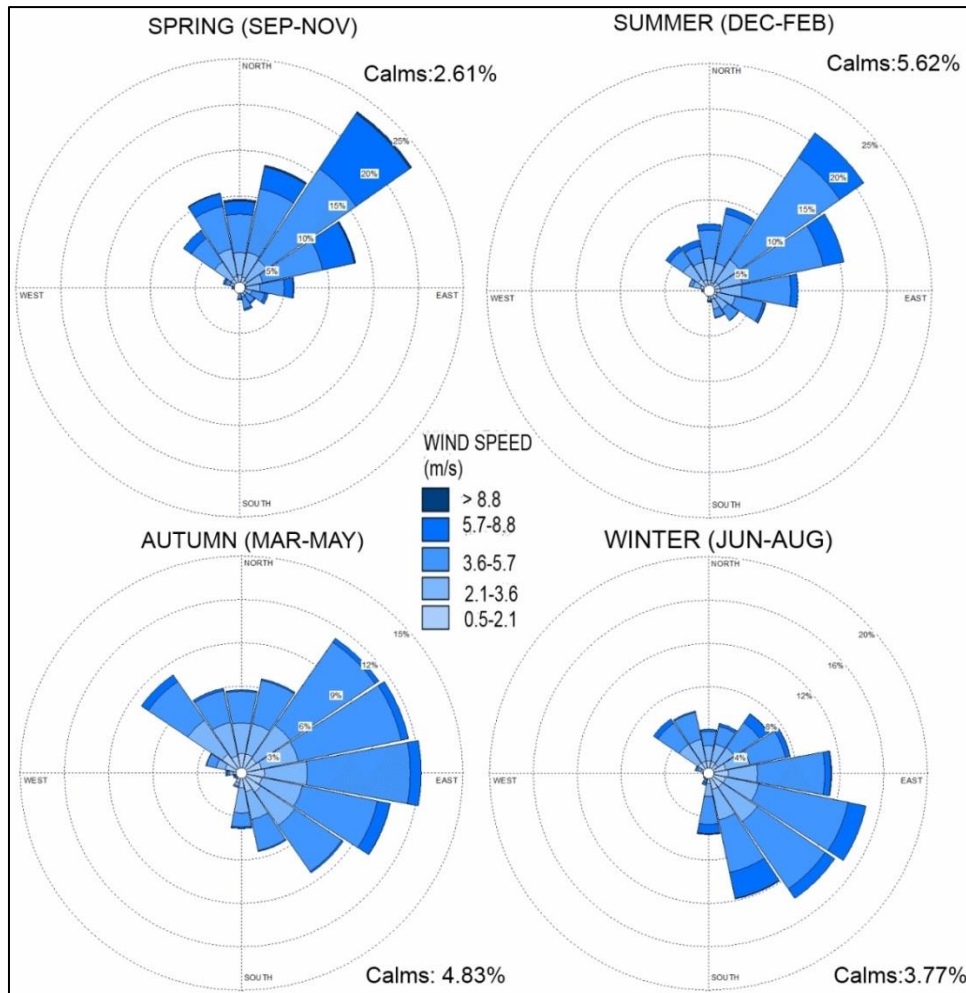 SPRING (SEP-NOV)
NORTH
Calms:2.61%
25%
20%
15%
10%
5%
WEST
EAST
SOUTH
SUMMER (DEC-FEB)
NORTH
Calms:5.62%
25%
20%
15%
10%
5%
WEST
EAST
SOUTH
WIND SPEED
(m/s)
> 8.8
5.7-8.8
3.6-5.7
2.1-3.6
0.5-2.1
AUTUMN (MAR-MAY)
NORTH
15%
12%
9%
6%
3%
WEST
EAST
SOUTH
Calms: 4.83%
WINTER (JUN-AUG)
NORTH
20%
16%
12%
8%
4%
WEST
EAST
SOUTH
Calms:3.77%